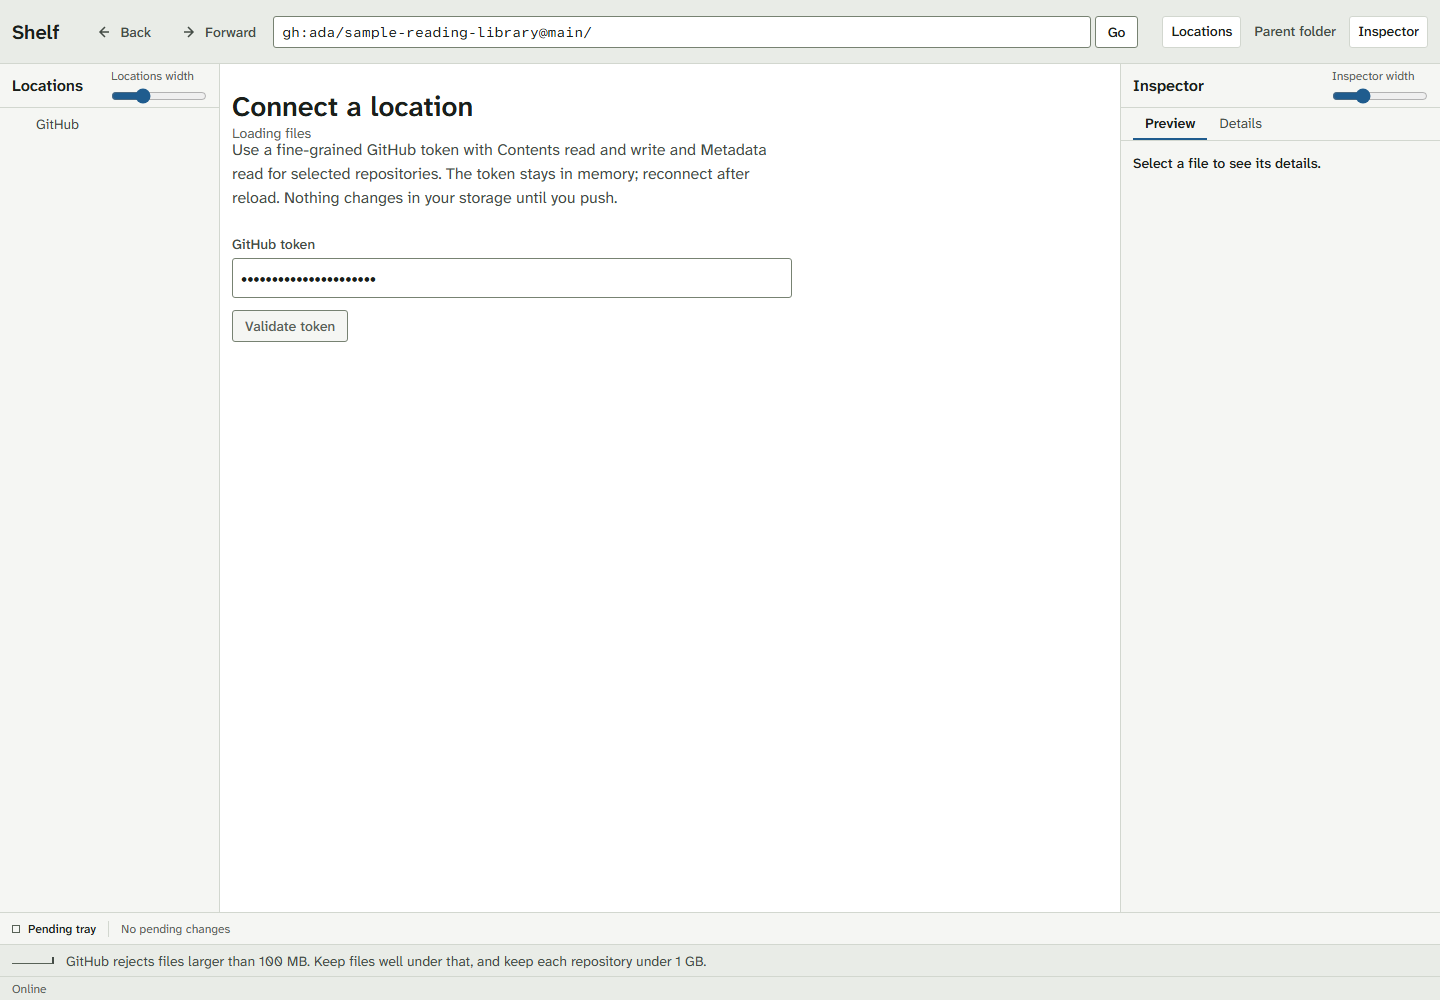 Shelf
Back
Forward
gh:ada/sample-reading-library@main/
Go
Locations
Parent folder
Inspector
Locations
Locations width
GitHub
Connect a location
Loading files
Use a fine-grained GitHub token with Contents read and write and Metadata
read for selected repositories. The token stays in memory; reconnect after
reload. Nothing changes in your storage until you push.
GitHub token
••••••••••••••••••••••
Validate token
Inspector
Inspector width
Preview
Details
Select a file to see its details.
Pending tray
No pending changes
GitHub rejects files larger than 100 MB. Keep files well under that, and keep each repository under 1 GB.
Online